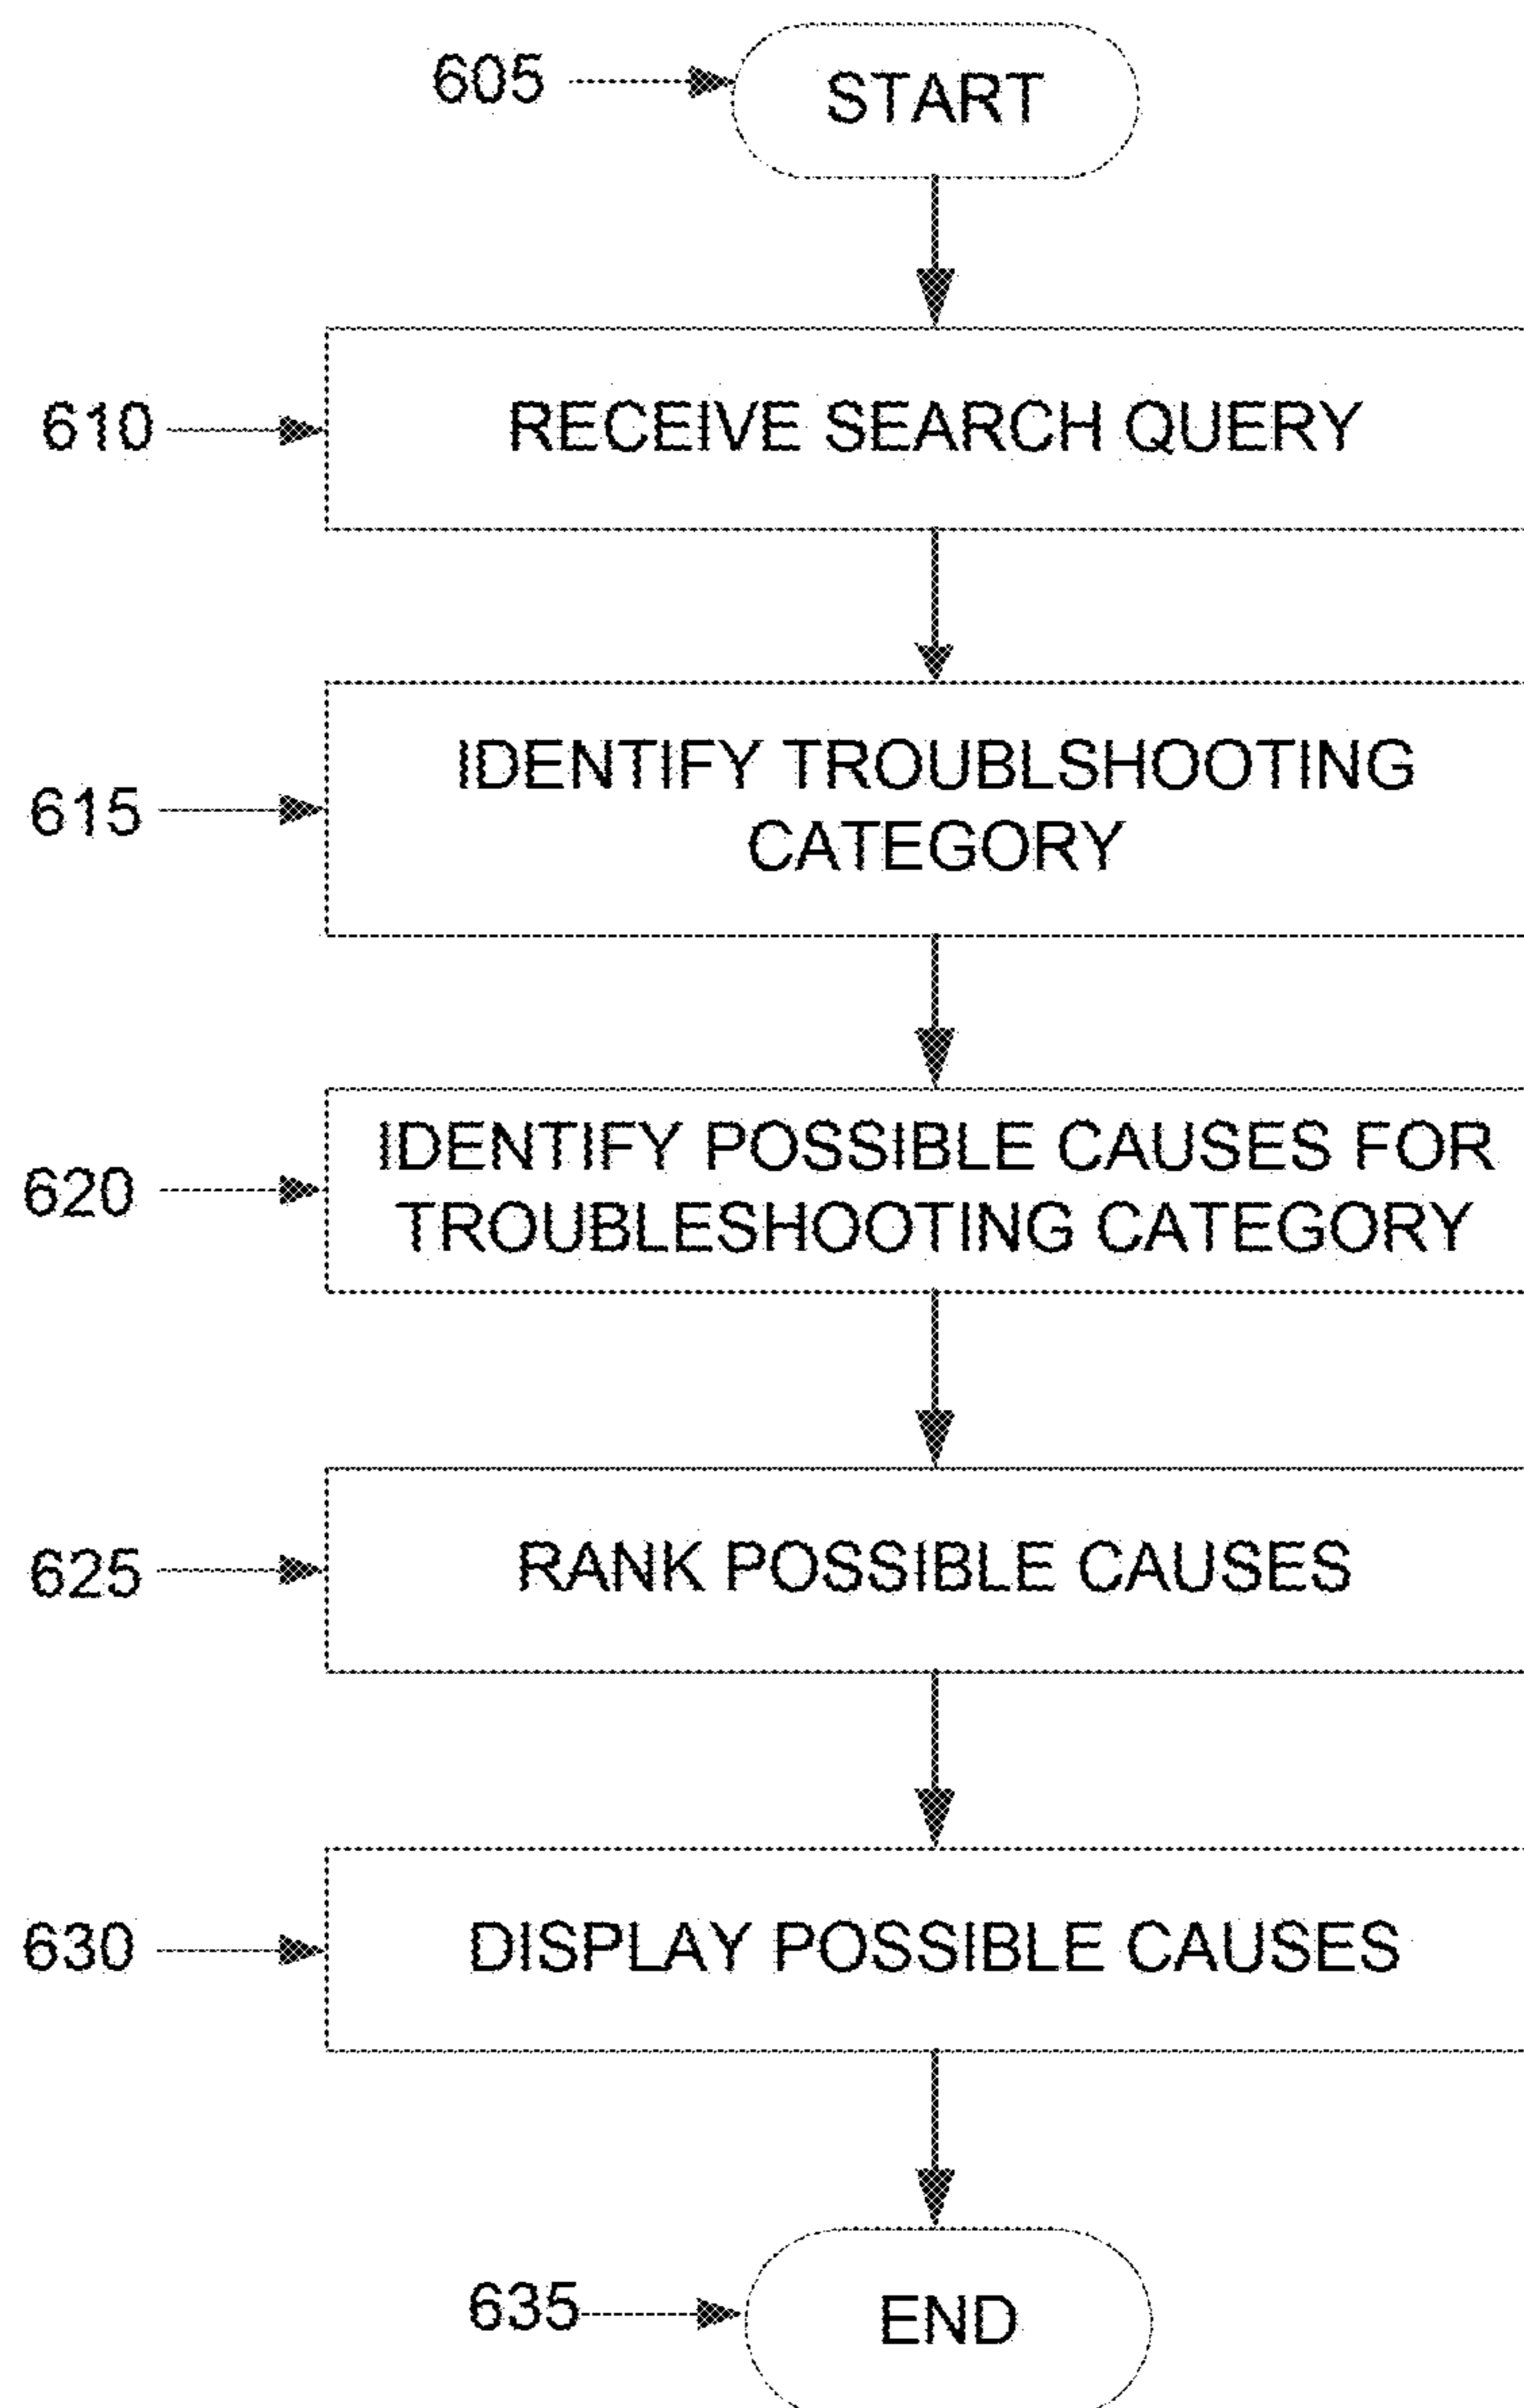 605
START
610
RECEIVE SEARCH QUERY
615
IDENTIFY TROUBLSHOOTING
CATEGORY
620
IDENTIFY POSSIBLE CAUSES FOR
TROUBLESHOOTING CATEGORY
625
RANK POSSIBLE CAUSES
630
DISPLAY POSSIBLE CAUSES
635
END